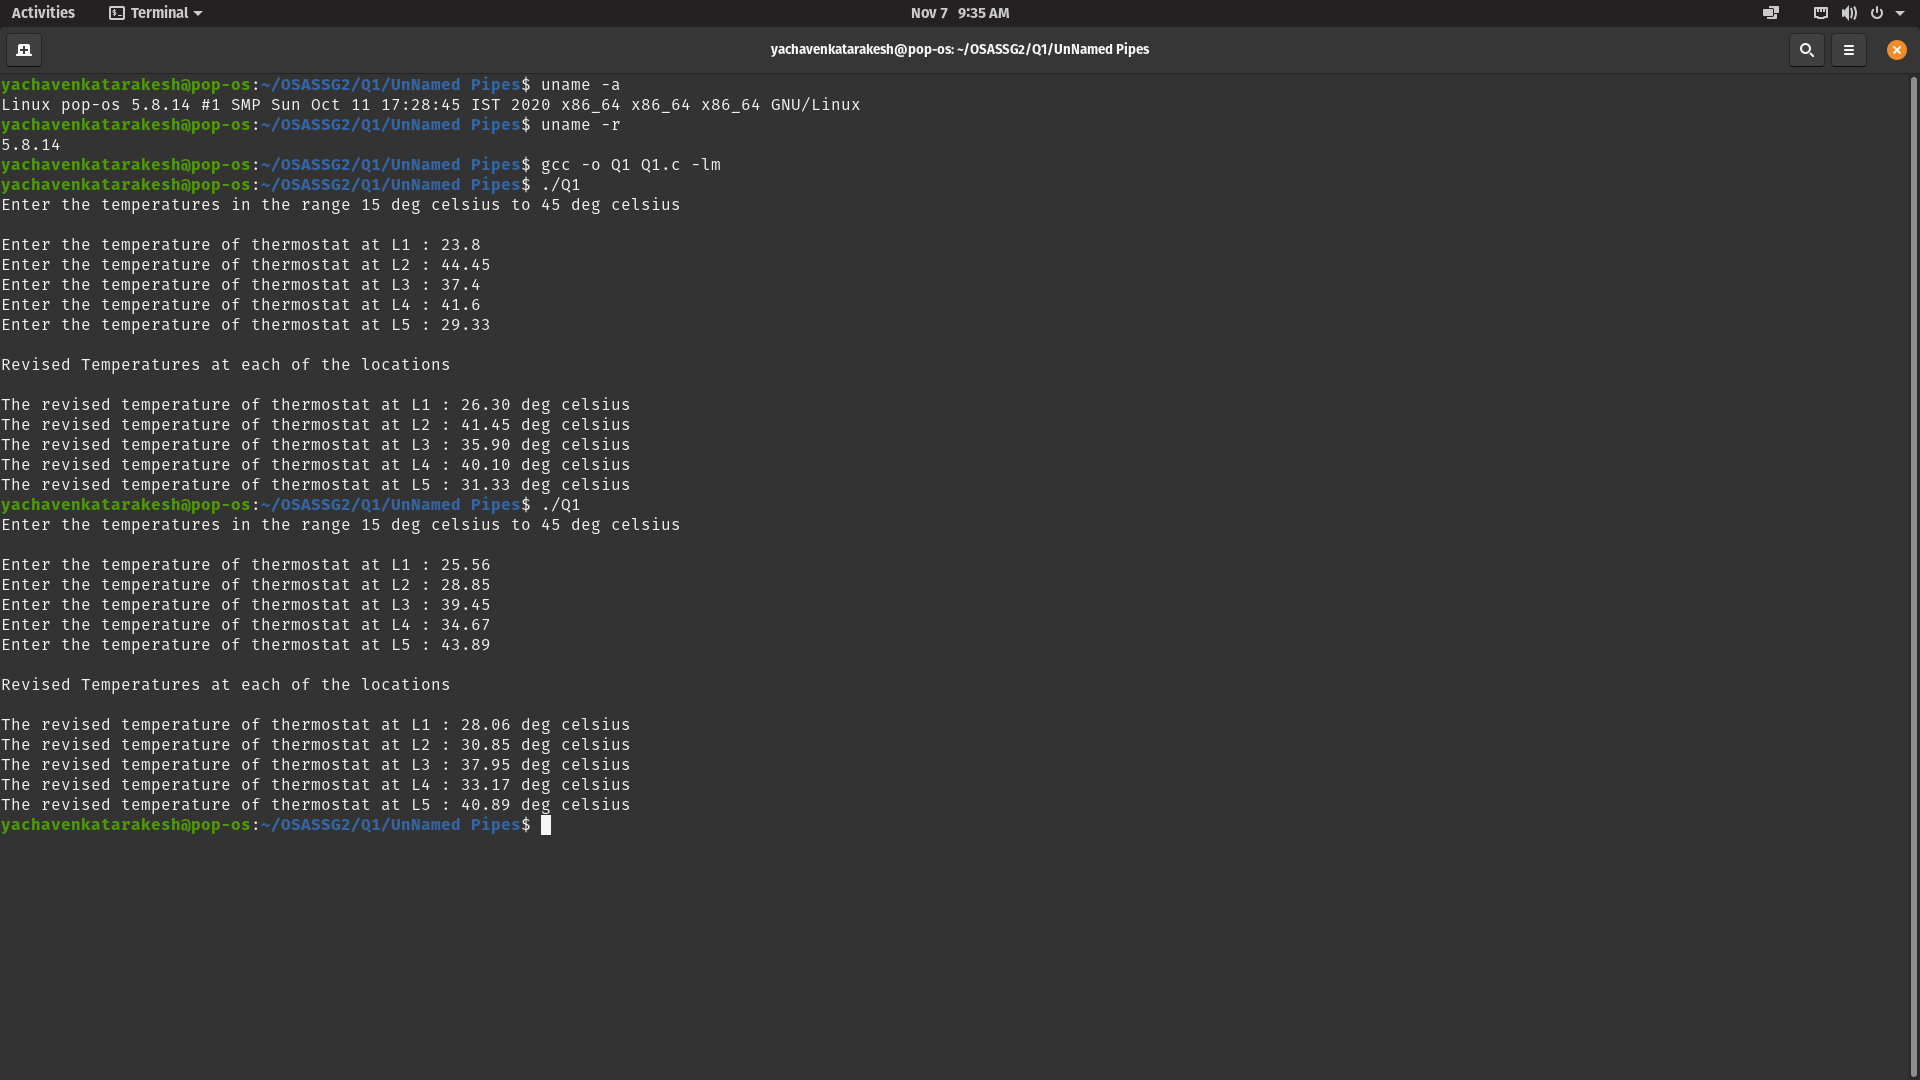 Activities Terminal Nov 7 9:35 AM
yachavenkatarakesh@pop-os: ~/OSASSG2/Q1/UnNamed Pipes
yachavenkatarakesh@pop-os:~/OSASSG2/Q1/UnNamed Pipes$ uname -a
Linux pop-os 5.8.14 #1 SMP Sun Oct 11 17:28:45 IST 2020 x86_64 x86_64 x86_64 GNU/Linux
yachavenkatarakesh@pop-os:~/OSASSG2/Q1/UnNamed Pipes$ uname -r
5.8.14
yachavenkatarakesh@pop-os:~/OSASSG2/Q1/UnNamed Pipes$ gcc -o Q1 Q1.c -lm
yachavenkatarakesh@pop-os:~/OSASSG2/Q1/UnNamed Pipes$ ./Q1
Enter the temperatures in the range 15 deg celsius to 45 deg celsius
Enter the temperature of thermostat at L1 : 23.8
Enter the temperature of thermostat at L2 : 44.45
Enter the temperature of thermostat at L3 : 37.4
Enter the temperature of thermostat at L4 : 41.6
Enter the temperature of thermostat at L5 : 29.33
Revised Temperatures at each of the locations
The revised temperature of thermostat at L1 : 26.30 deg celsius
The revised temperature of thermostat at L2 : 41.45 deg celsius
The revised temperature of thermostat at L3 : 35.90 deg celsius
The revised temperature of thermostat at L4 : 40.10 deg celsius
The revised temperature of thermostat at L5 : 31.33 deg celsius
yachavenkatarakesh@pop-os:~/OSASSG2/Q1/UnNamed Pipes$ ./Q1
Enter the temperatures in the range 15 deg celsius to 45 deg celsius
Enter the temperature of thermostat at L1 : 25.56
Enter the temperature of thermostat at L2 : 28.85
Enter the temperature of thermostat at L3 : 39.45
Enter the temperature of thermostat at L4 : 34.67
Enter the temperature of thermostat at L5 : 43.89
Revised Temperatures at each of the locations
The revised temperature of thermostat at L1 : 28.06 deg celsius
The revised temperature of thermostat at L2 : 30.85 deg celsius
The revised temperature of thermostat at L3 : 37.95 deg celsius
The revised temperature of thermostat at L4 : 33.17 deg celsius
The revised temperature of thermostat at L5 : 40.89 deg celsius
yachavenkatarakesh@pop-os:~/OSASSG2/Q1/UnNamed Pipes$